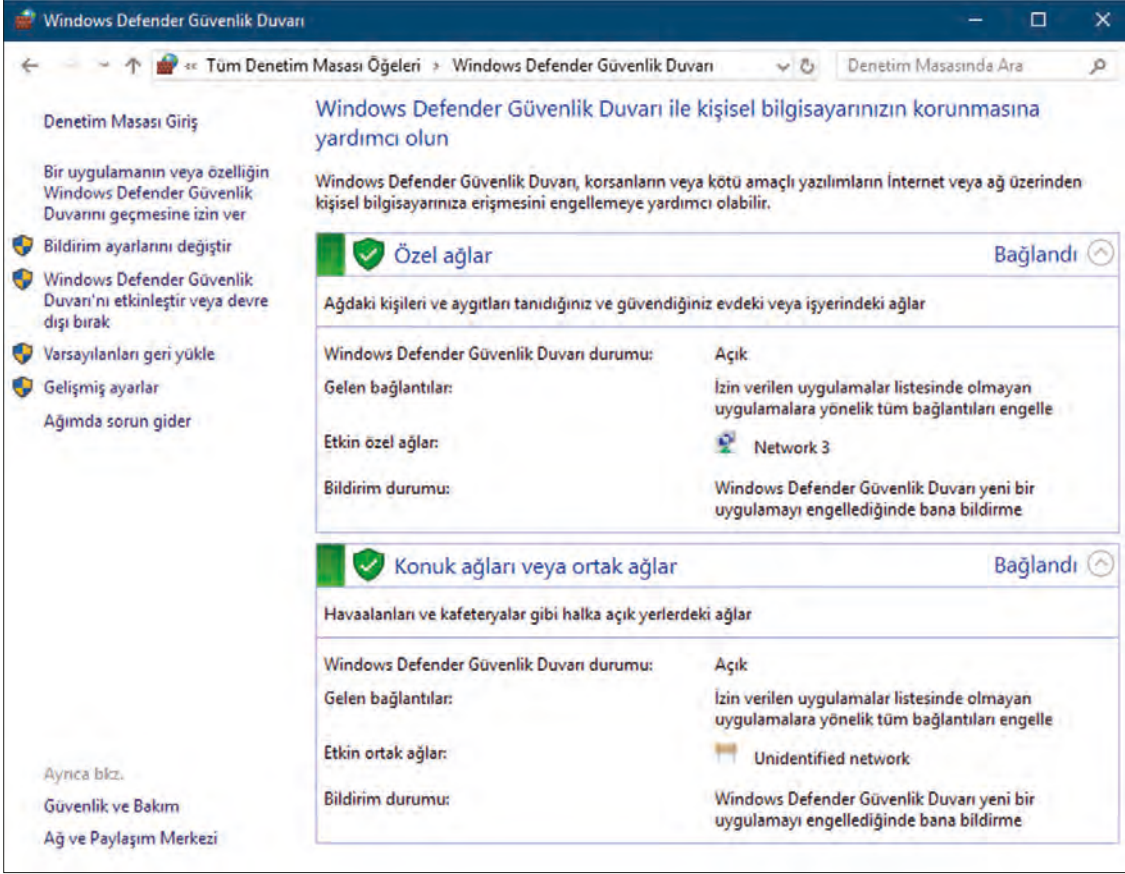 Windows Defender Güvenlik Duvarı
« Tüm Denetim Masası Öğeleri › Windows Defender Güvenlik Duvarı
Denetim Masasında Ara
Denetim Masası Giriş
Bir uygulamanın veya özelliğin
Windows Defender Güvenlik
Duvarını geçmesine izin ver
Bildirim ayarlarını değiştir
Windows Defender Güvenlik
Duvarı'nı etkinleştir veya devre
dışı bırak
Varsayılanları geri yükle
Gelişmiş ayarlar
Ağımda sorun gider
Ayrıca bkz.
Güvenlik ve Bakım
Ağ ve Paylaşım Merkezi
Windows Defender Güvenlik Duvarı ile kişisel bilgisayarınızın korunmasına
yardımcı olun
Windows Defender Güvenlik Duvarı, korsanların veya kötü amaçlı yazılımların İnternet veya ağ üzerinden
kişisel bilgisayarınıza erişmesini engellemeye yardımcı olabilir.
Özel ağlar Bağlandı
Ağdaki kişileri ve aygıtları tanıdığınız ve güvendiğiniz evdeki veya işyerindeki ağlar
Windows Defender Güvenlik Duvarı durumu: Açık
Gelen bağlantılar: İzin verilen uygulamalar listesinde olmayan
uygulamalara yönelik tüm bağlantıları engelle
Etkin özel ağlar: Network 3
Bildirim durumu: Windows Defender Güvenlik Duvarı yeni bir
uygulamayı engellediğinde bana bildirme
Konuk ağları veya ortak ağlar Bağlandı
Havaalanları ve kafeteryalar gibi halka açık yerlerdeki ağlar
Windows Defender Güvenlik Duvarı durumu: Açık
Gelen bağlantılar: İzin verilen uygulamalar listesinde olmayan
uygulamalara yönelik tüm bağlantıları engelle
Etkin ortak ağlar: Unidentified network
Bildirim durumu: Windows Defender Güvenlik Duvarı yeni bir
uygulamayı engellediğinde bana bildirme